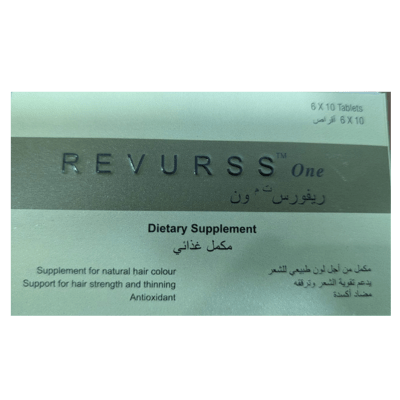 6 X 10 Tablets
6 X 10 أقراص
REVURSS™ One
ريفورس ت م ون
Dietary Supplement
مكمل غذائي
Supplement for natural hair colour
Support for hair strength and thinning
Antioxidant
مكمل من أجل لون طبيعي للشعر
يدعم تقوية الشعر وترققه
مضاد أكسدة